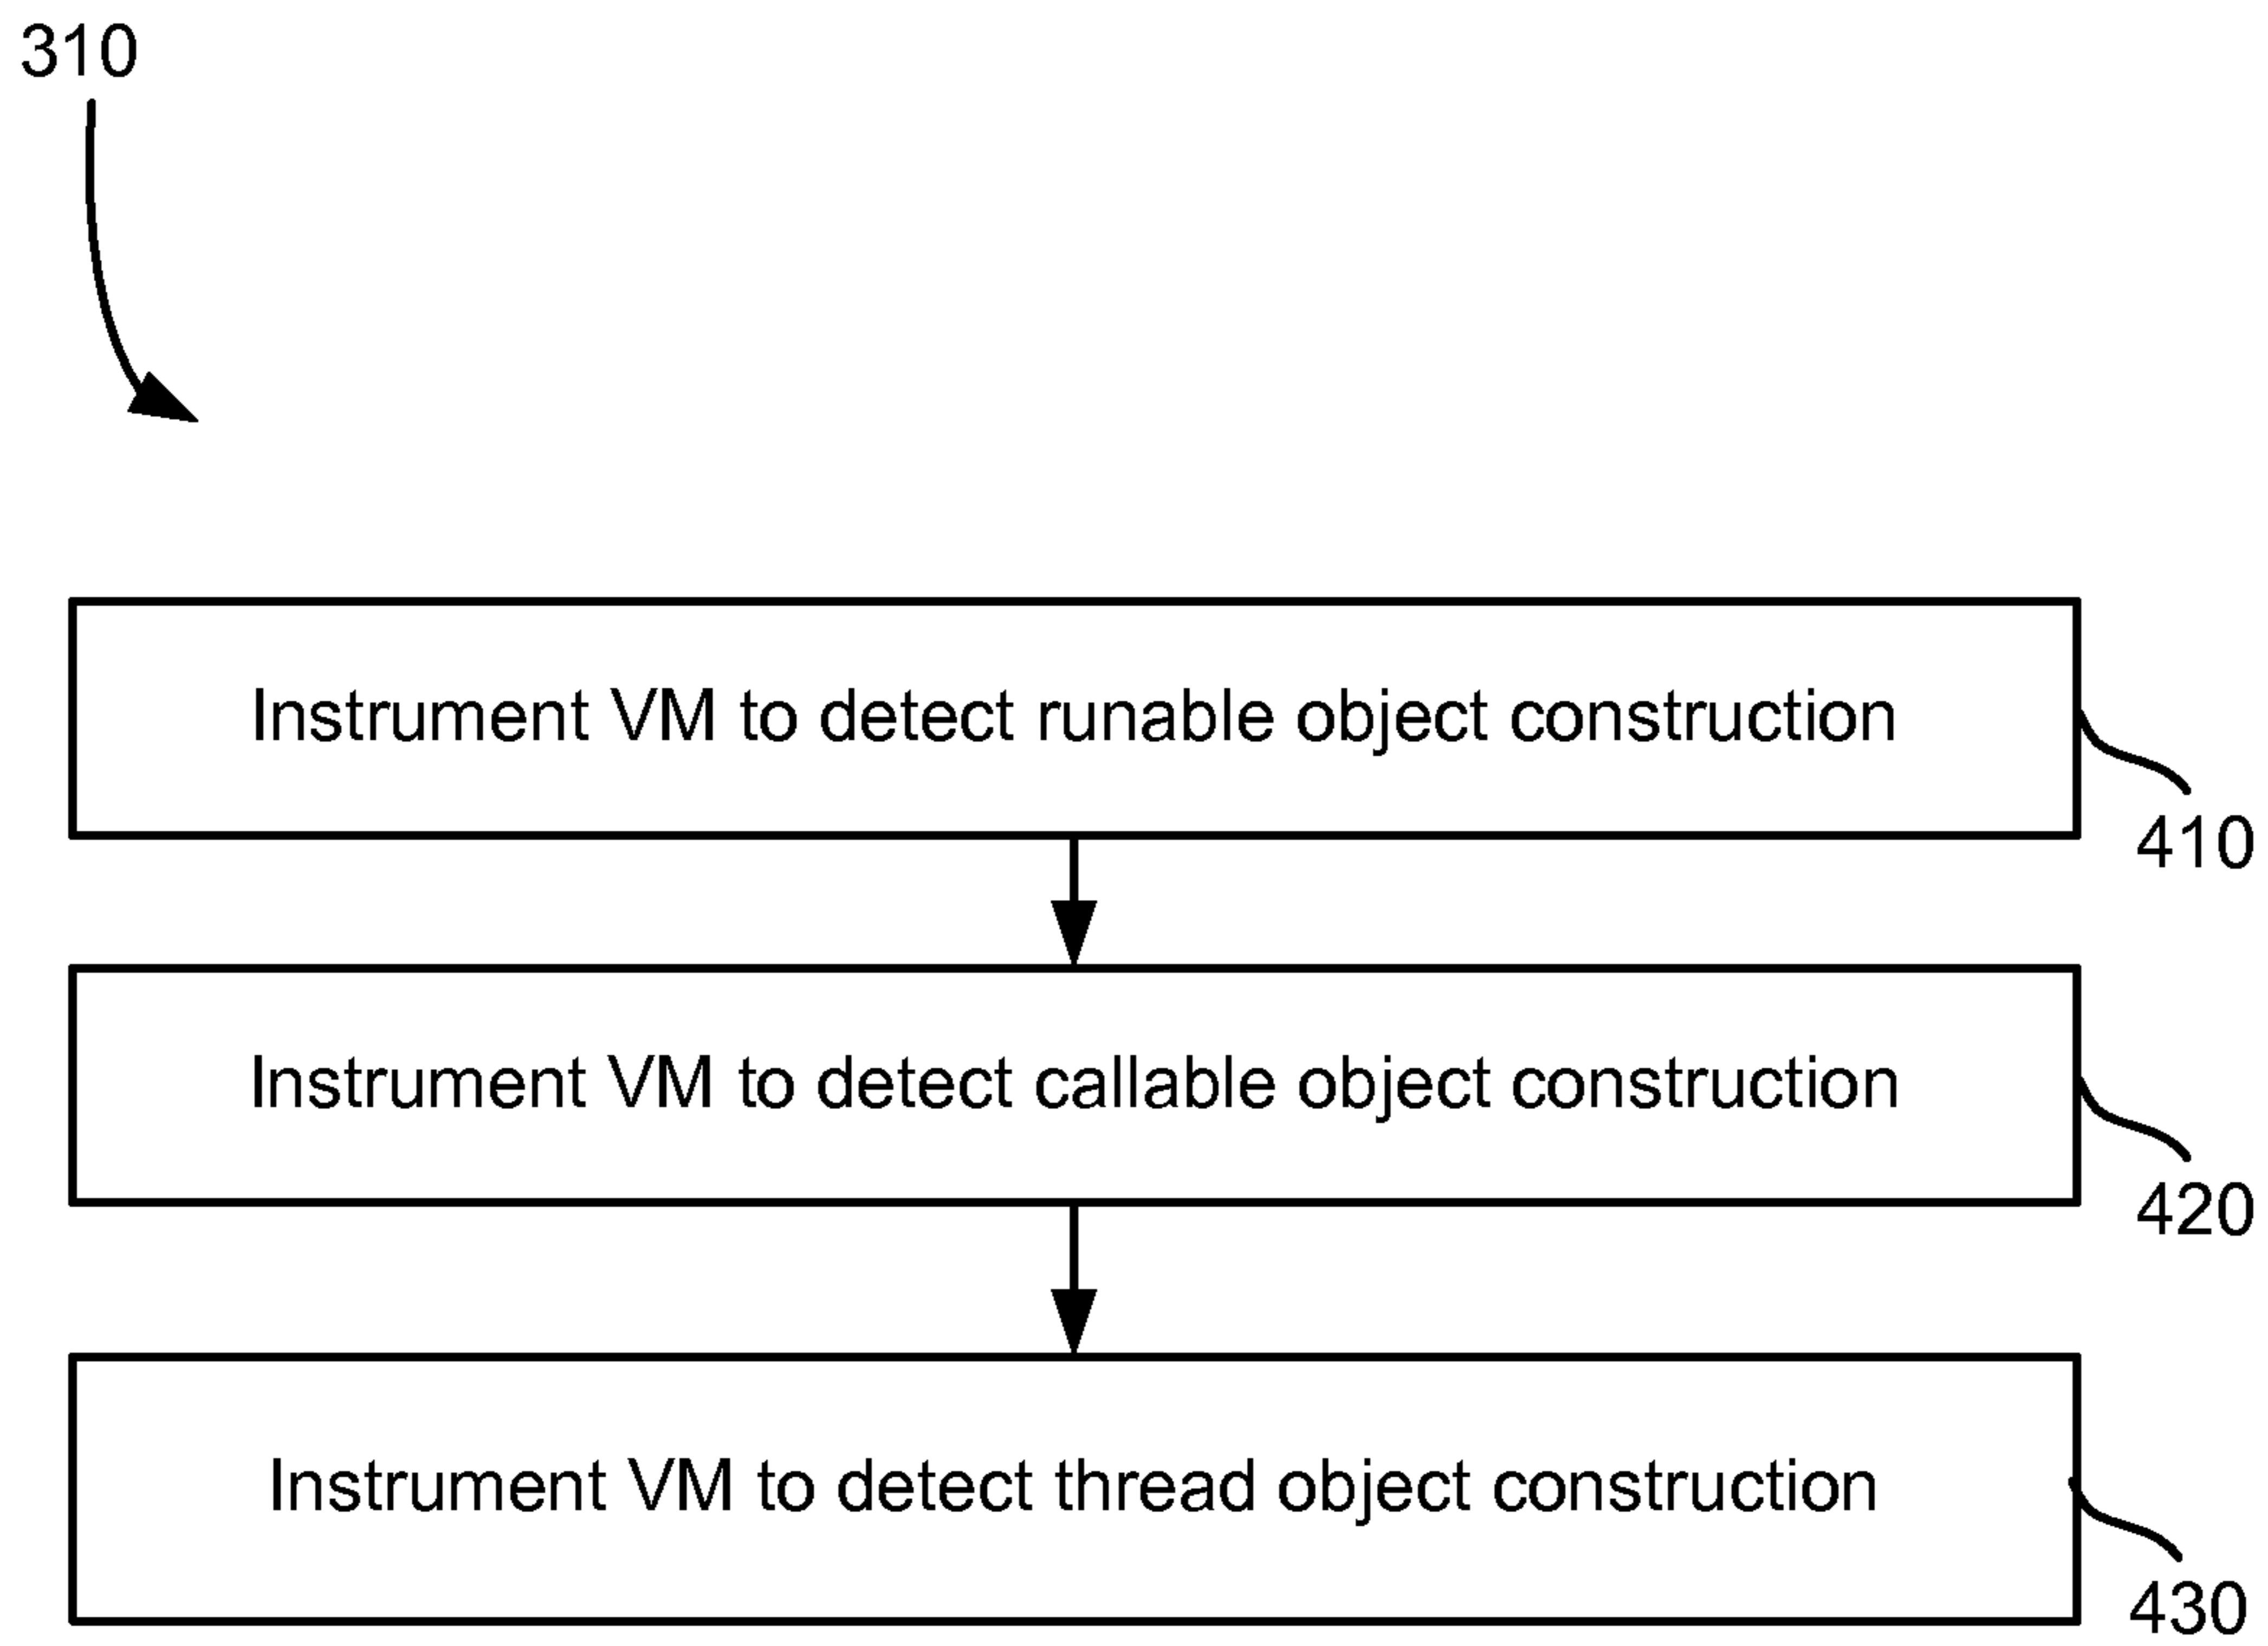 310
Instrument VM to detect runable object construction
410
Instrument VM to detect callable object construction
420
Instrument VM to detect thread object construction
430